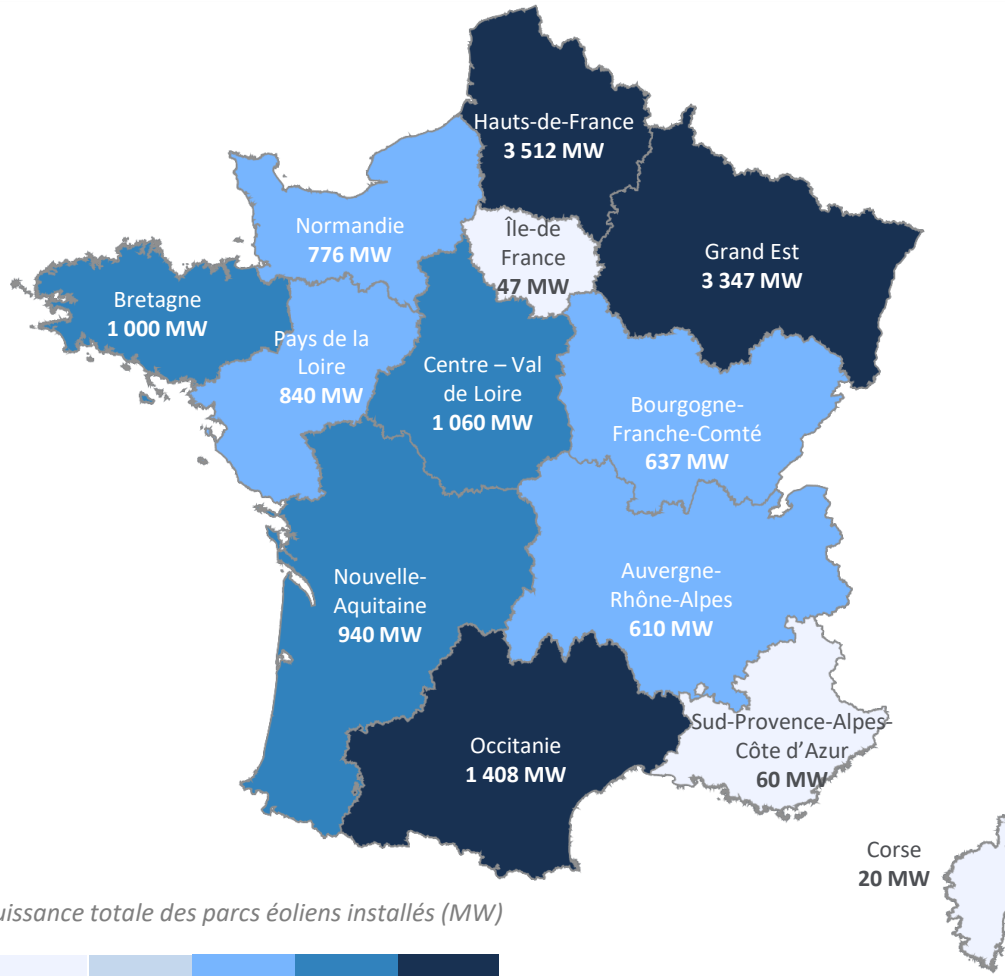 Hauts-de-France
3 512 MW
Normandie
776 MW
Île-de
France
47 MW
Grand Est
3 347 MW
Bretagne
1 000 MW
Pays de la
Loire
840 MW
Centre – Val
de Loire
1 060 MW
Bourgogne-
Franche-Comté
637 MW
Nouvelle-
Aquitaine
940 MW
Auvergne-
Rhône-Alpes
610 MW
Occitanie
1 408 MW
Sud-Provence-Alpes-
Côte d’Azur
60 MW
Corse
20 MW
uissance totale des parcs éoliens installés (MW)